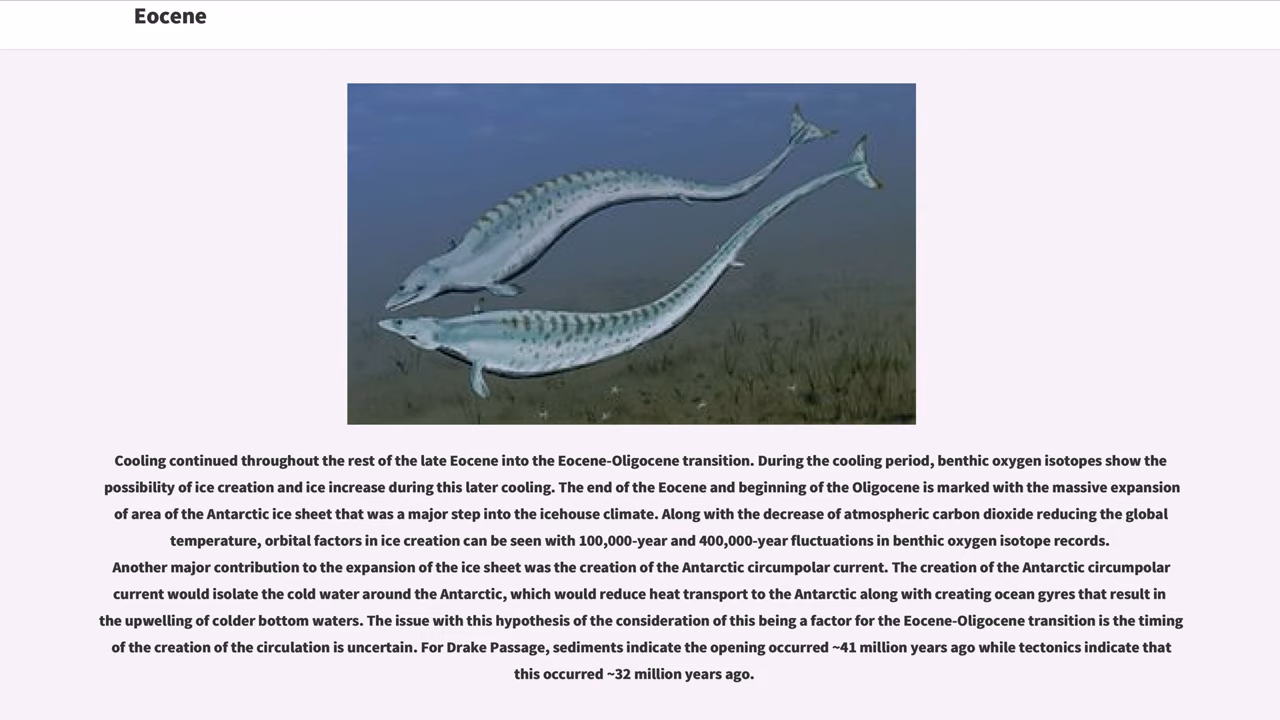 Eocene
Cooling continued throughout the rest of the late Eocene into the Eocene-Oligocene transition. During the cooling period, benthic oxygen isotopes show the
possibility of ice creation and ice increase during this later cooling. The end of the Eocene and beginning of the Oligocene is marked with the massive expansion
of area of the Antarctic ice sheet that was a major step into the icehouse climate. Along with the decrease of atmospheric carbon dioxide reducing the global
temperature, orbital factors in ice creation can be seen with 100,000-year and 400,000-year fluctuations in benthic oxygen isotope records.
Another major contribution to the expansion of the ice sheet was the creation of the Antarctic circumpolar current. The creation of the Antarctic circumpolar
current would isolate the cold water around the Antarctic, which would reduce heat transport to the Antarctic along with creating ocean gyres that result in
the upwelling of colder bottom waters. The issue with this hypothesis of the consideration of this being a factor for the Eocene-Oligocene transition is the timing
of the creation of the circulation is uncertain. For Drake Passage, sediments indicate the opening occurred ~41 million years ago while tectonics indicate that
this occurred ~32 million years ago.